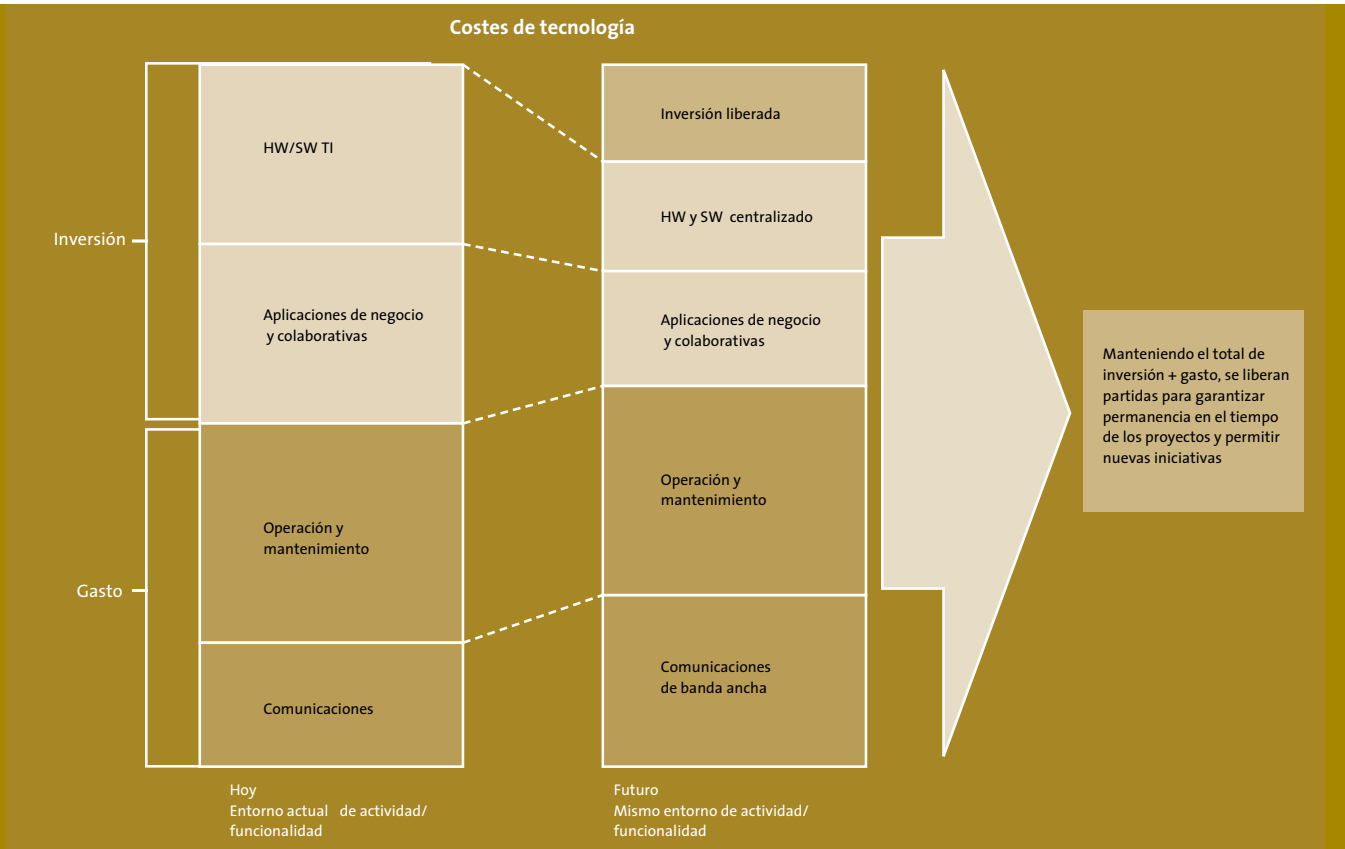 Costes de tecnología
Inversión
Gasto
HW/SW TI
Aplicaciones de negocio
y colaborativas
Operación y
mantenimiento
Comunicaciones
Hoy
Entorno actual de actividad/
funcionalidad
Inversión liberada
HW y SW centralizado
Aplicaciones de negocio
y colaborativas
Operación y
mantenimiento
Comunicaciones
de banda ancha
Futuro
Mismo entorno de actividad/
funcionalidad
Manteniendo el total de
inversión + gasto, se liberan
partidas para garantizar
permanencia en el tiempo
de los proyectos y permitir
nuevas iniciativas